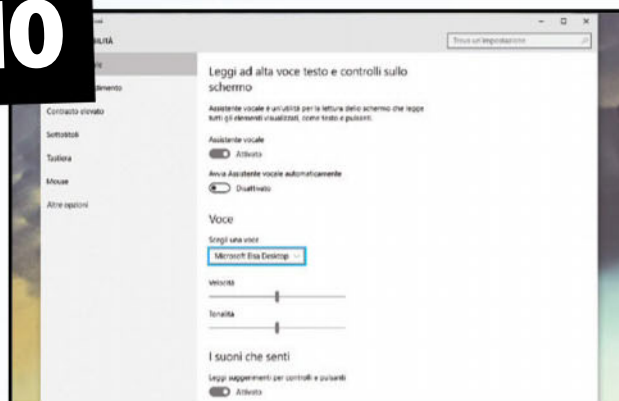 10
BILITÀ
Trova un'impostazione
Contrasto elevato
Sottotitoli
Tastiera
Mouse
Altre opzioni
Leggi ad alta voce testo e controlli sullo
schermo
Assistente vocale è un'utilità per la lettura dello schermo che legge
tutti gli elementi visualizzati, come testo e pulsanti.
Assistente vocale
Attivato
Avvia Assistente vocale automaticamente
Disattivato
Voce
Scegli una voce
Microsoft Elsa Desktop
Velocità
Tonalità
I suoni che senti
Leggi suggerimenti per controlli e pulsanti
Attivato